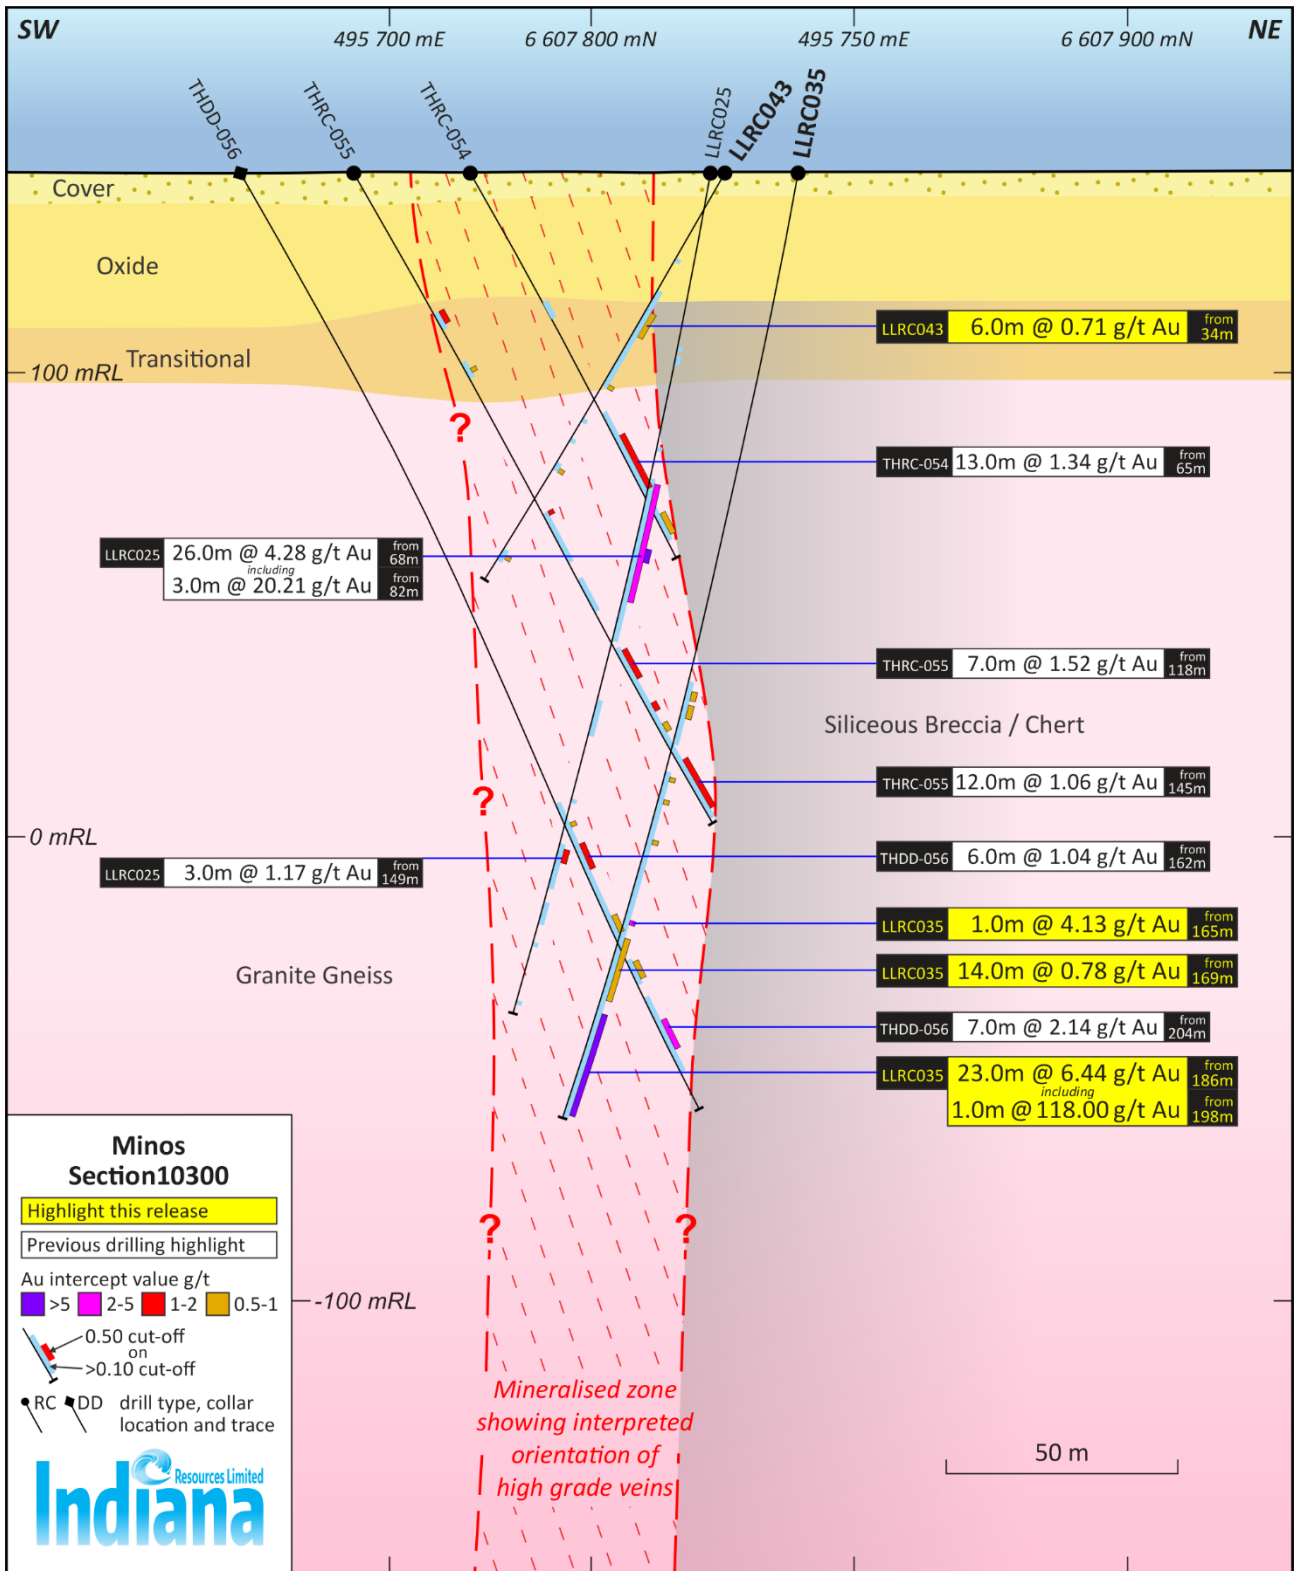 SW
495 700 mE
6 607 800 mN
495 750 mE
6 607 900 mN
NE
THDD-056
THRC-055
THRC-054
LLRC025
LLRC043
LLRC035
Cover
Oxide
Transitional
100 mRL
LLRC043 6.0m @ 0.71 g/t Au from 34m
?
THRC-054 13.0m @ 1.34 g/t Au from 65m
LLRC025 26.0m @ 4.28 g/t Au from 68m
including
3.0m @ 20.21 g/t Au from 82m
THRC-055 7.0m @ 1.52 g/t Au from 118m
Siliceous Breccia / Chert
THRC-055 12.0m @ 1.06 g/t Au from 145m
?
0 mRL
THDD-056 6.0m @ 1.04 g/t Au from 162m
LLRC025 3.0m @ 1.17 g/t Au from 149m
LLRC035 1.0m @ 4.13 g/t Au from 165m
Granite Gneiss
LLRC035 14.0m @ 0.78 g/t Au from 169m
THDD-056 7.0m @ 2.14 g/t Au from 204m
LLRC035 23.0m @ 6.44 g/t Au from 186m
including
1.0m @ 118.00 g/t Au from 198m
? ?
-100 mRL
Minos
Section10300
Highlight this release
Previous drilling highlight
Au intercept value g/t
>5 2-5 1-2 0.5-1
0.50 cut-off
on
>0.10 cut-off
RC DD drill type, collar
location and trace
Indiana
Resources Limited
Mineralised zone
showing interpreted
orientation of
high grade veins
50 m